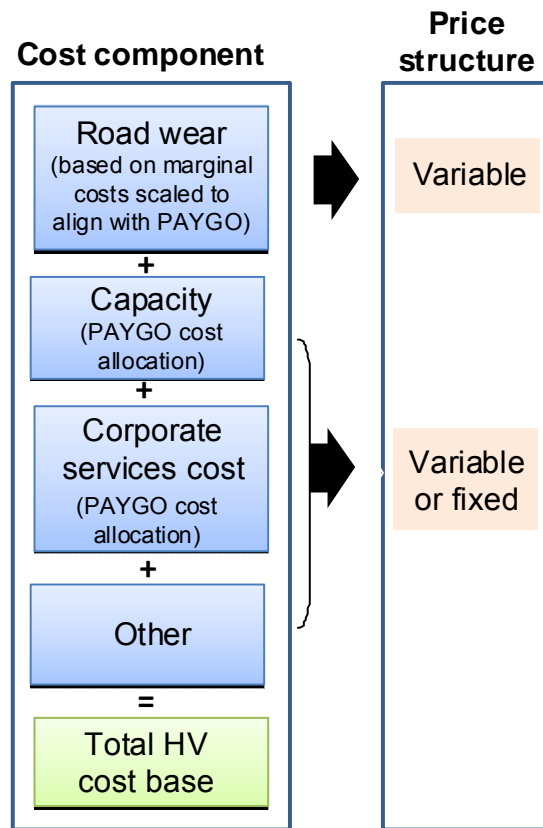 Cost component
Price
structure
Road wear
(based on marginal
costs scaled to
align with PAYGO)
Variable
+
Capacity
(PAYGO cost
allocation)
+
Corporate
services cost
(PAYGO cost
allocation)
Variable
or fixed
+
Other
=
Total HV
cost base